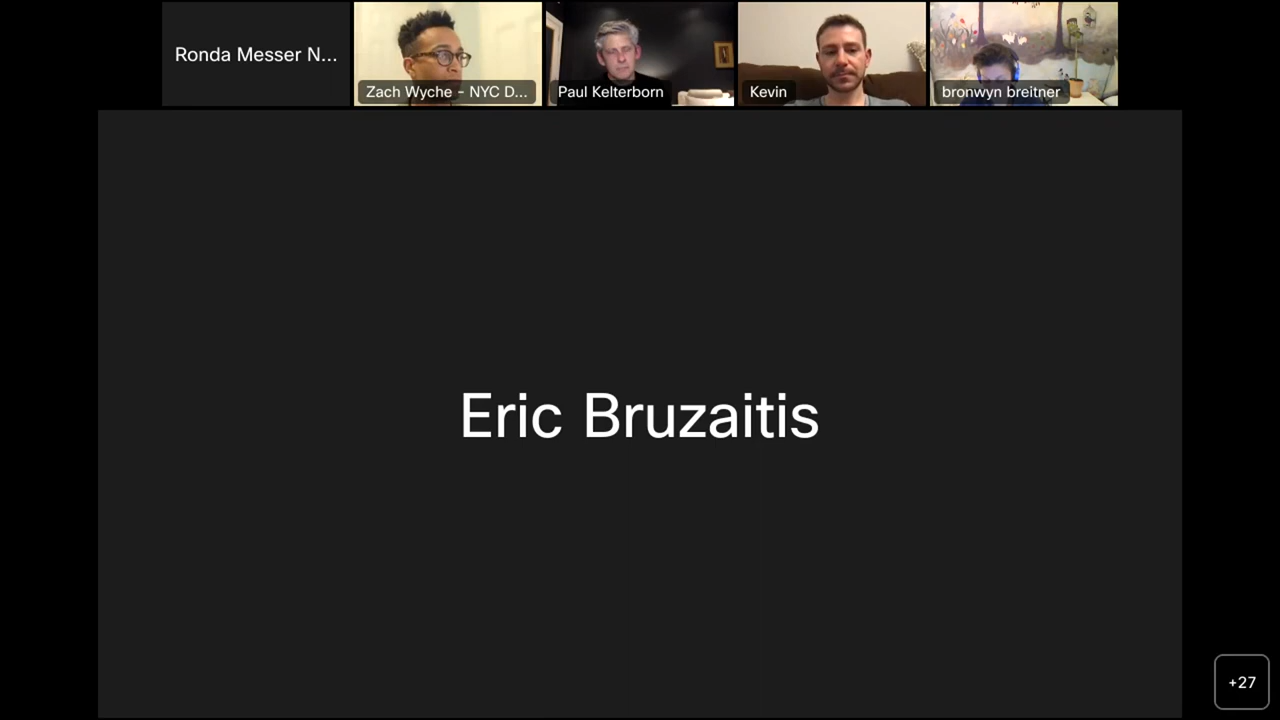 Ronda Messer N...
Zach Wyche - NYC D...
Paul Kelterborn
Kevin
bronwyn breitner
Eric Bruzaitis
+27